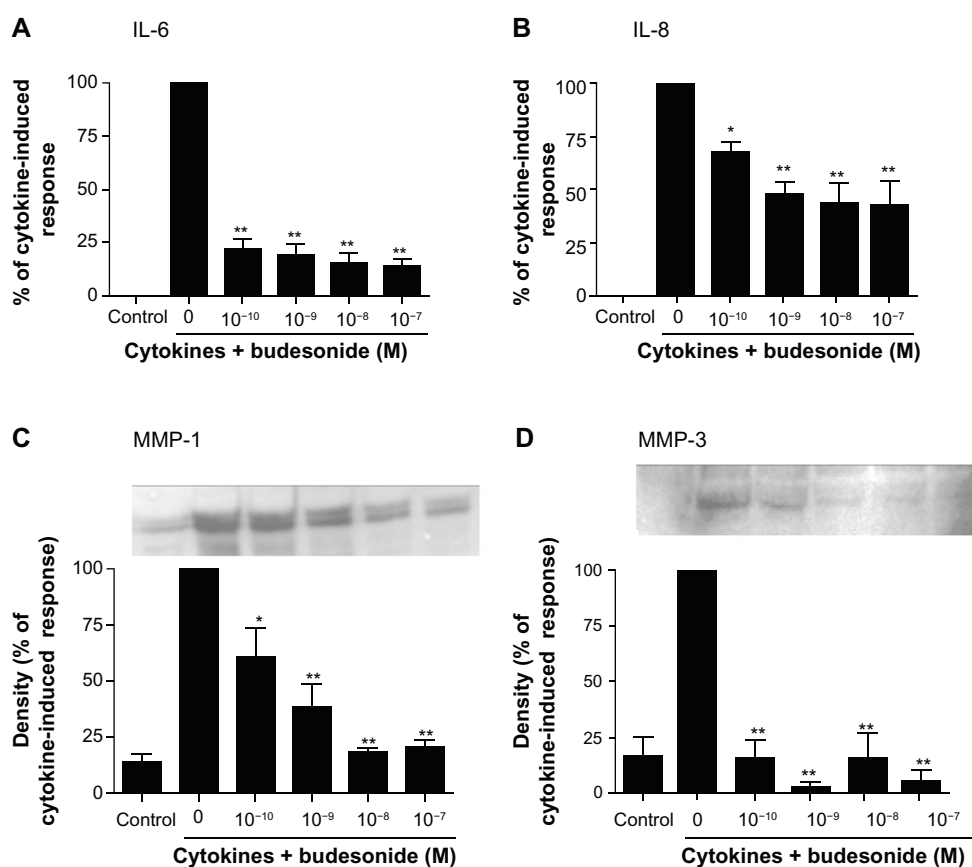 A IL-6
% of cytokine-induced
response
100
75
50
25
0
**
**
**
**
Control 0 10⁻¹⁰ 10⁻⁹ 10⁻⁸ 10⁻⁷
Cytokines + budesonide (M)
B IL-8
% of cytokine-induced
response
100
75
50
25
0
*
**
**
**
Control 0 10⁻¹⁰ 10⁻⁹ 10⁻⁸ 10⁻⁷
Cytokines + budesonide (M)
C MMP-1
Density (% of
cytokine-induced response)
100
75
50
25
0
*
**
**
**
Control 0 10⁻¹⁰ 10⁻⁹ 10⁻⁸ 10⁻⁷
Cytokines + budesonide (M)
D MMP-3
Density (% of
cytokine-induced response)
100
75
50
25
0
**
**
**
**
Control 0 10⁻¹⁰ 10⁻⁹ 10⁻⁸ 10⁻⁷
Cytokines + budesonide (M)